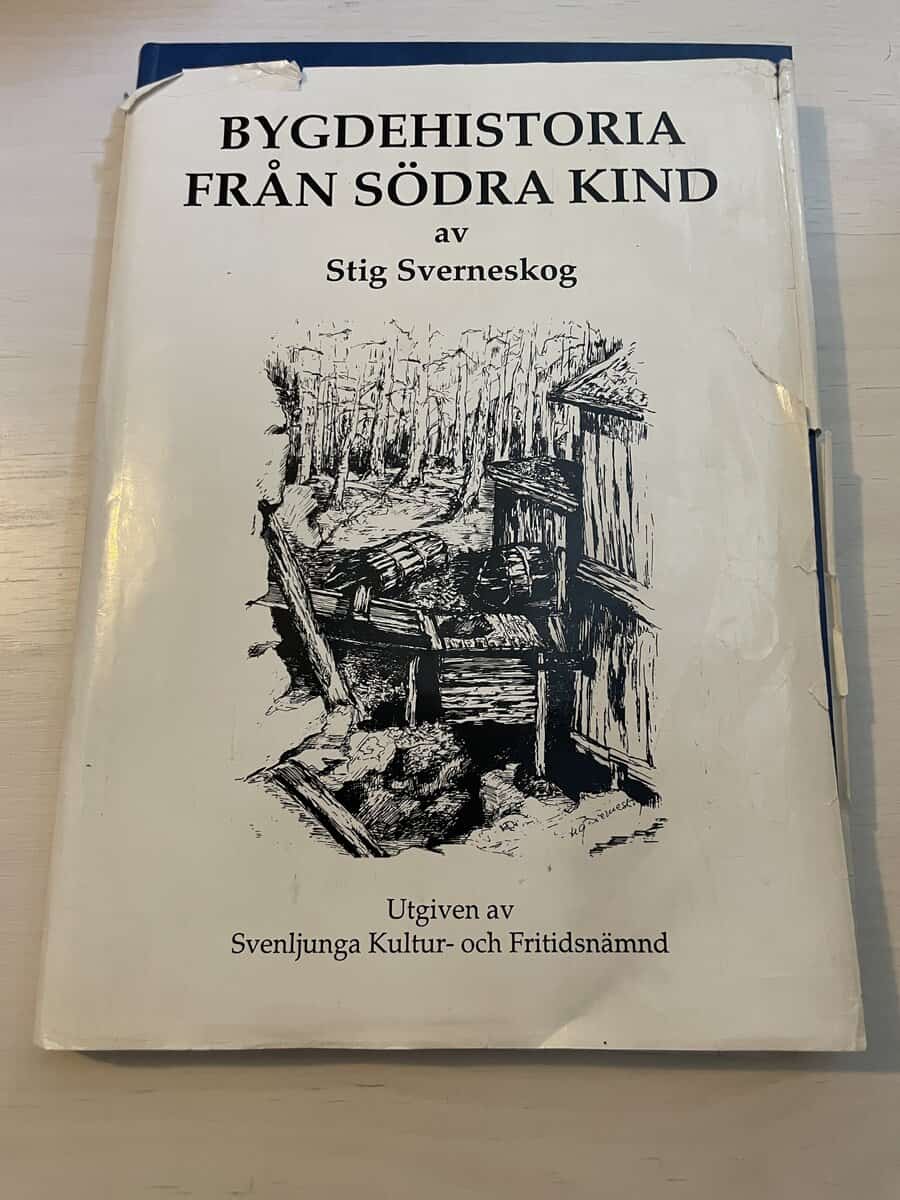 BYGDEHISTORIA
FRÅN SÖDRA KIND
av
Stig Sverneskog
Utgiven av
Svenljunga Kultur- och Fritidsnämnd